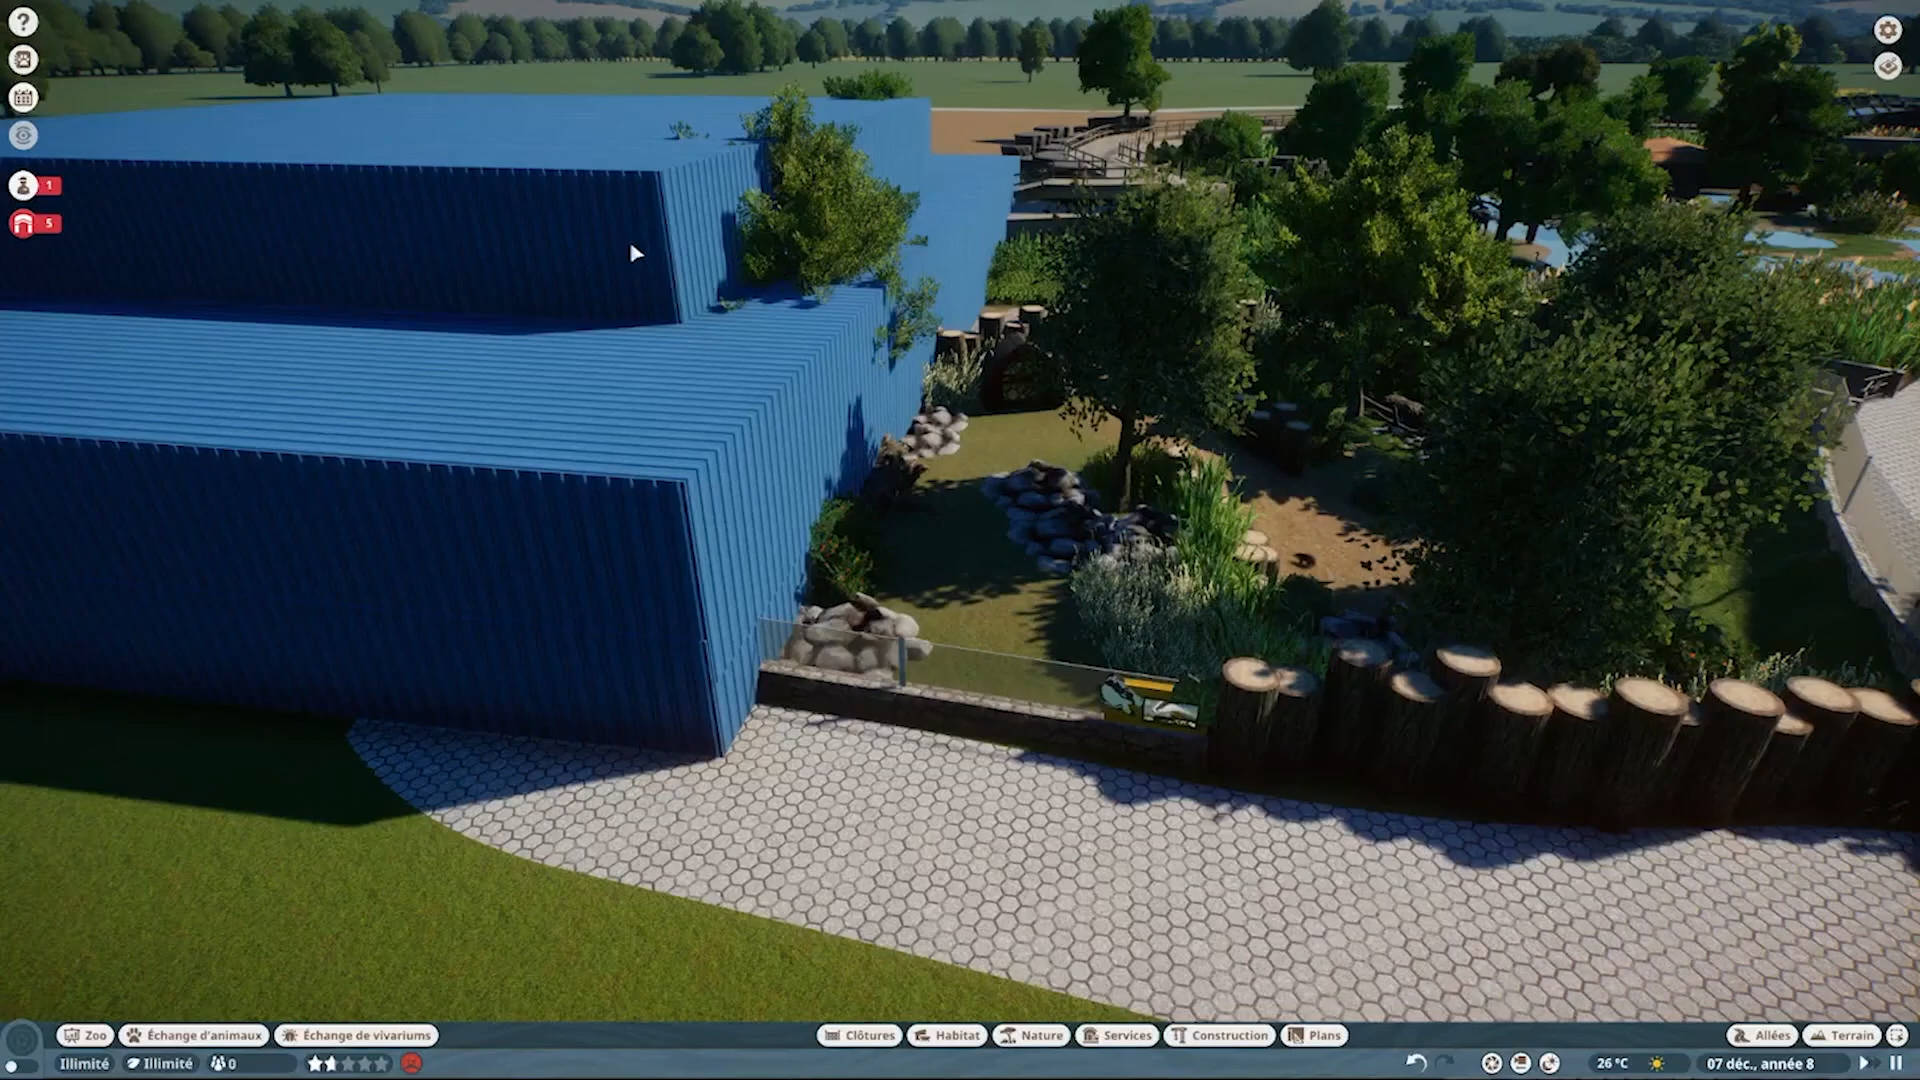 ?
1
5
Zoo
Échange d'animaux
Échange de vivariums
Clôtures
Habitat
Nature
Services
Construction
Plans
Allées
Terrain
Illimité
Illimité
0
26°C
07 déc., année 8